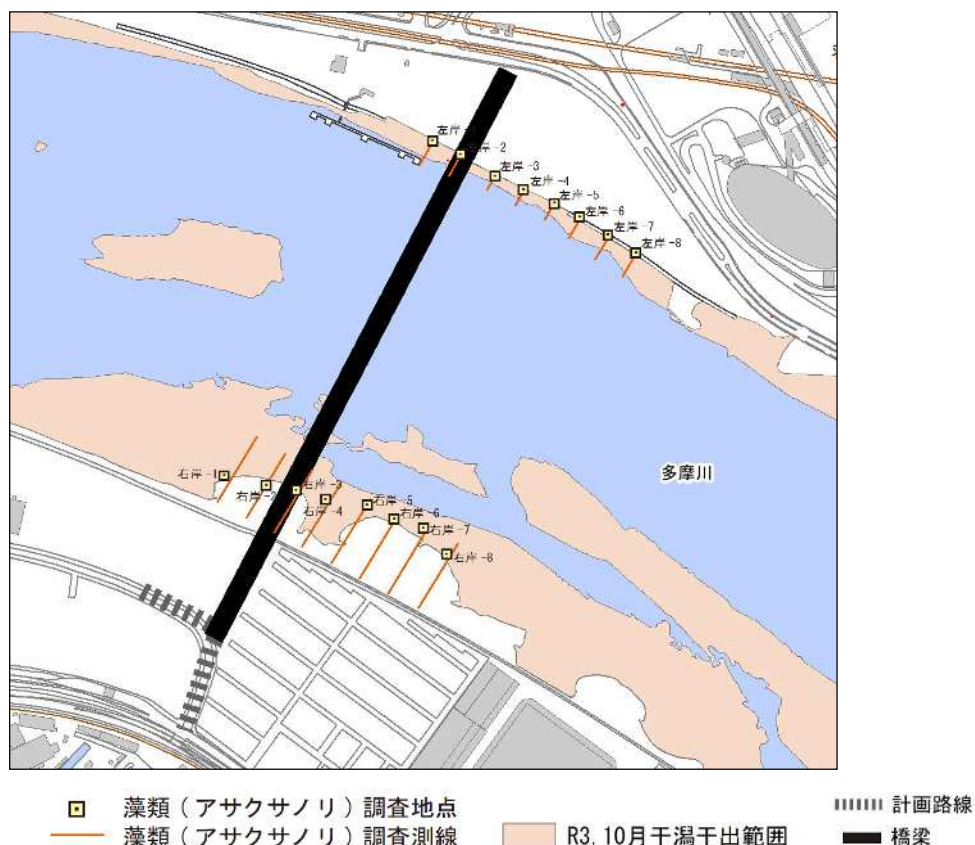 左岸-1
左岸-2
左岸-3
左岸-4
左岸-5
左岸-6
左岸-7
左岸-8
多摩川
右岸-1
右岸-2
右岸-3
右岸-4
右岸-5
右岸-6
右岸-7
右岸-8
藻類(アサクサノリ)調査地点
計画路線
藻類(アサクサノリ)調査測線
R3.10月干潟干出範囲
橋梁